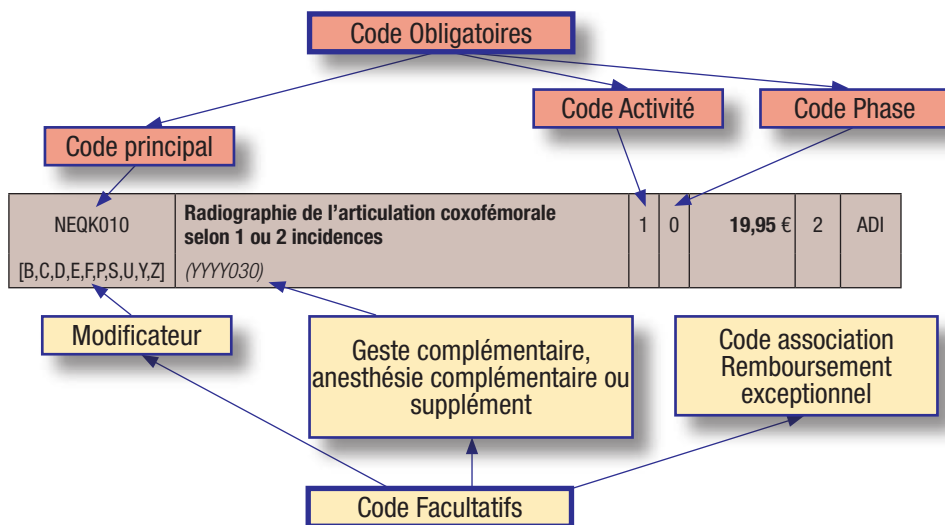 Code Obligatoires
Code Activité
Code Phase
Code principal
NEQK010
Radiographie de l’articulation coxofémorale
selon 1 ou 2 incidences
1
0
19,95 €
2
ADI
[B,C,D,E,F,P,S,U,Y,Z]
(YYYY030)
Modificateur
Geste complémentaire,
anesthésie complémentaire ou
supplément
Code association
Remboursement
exceptionnel
Code Facultatifs